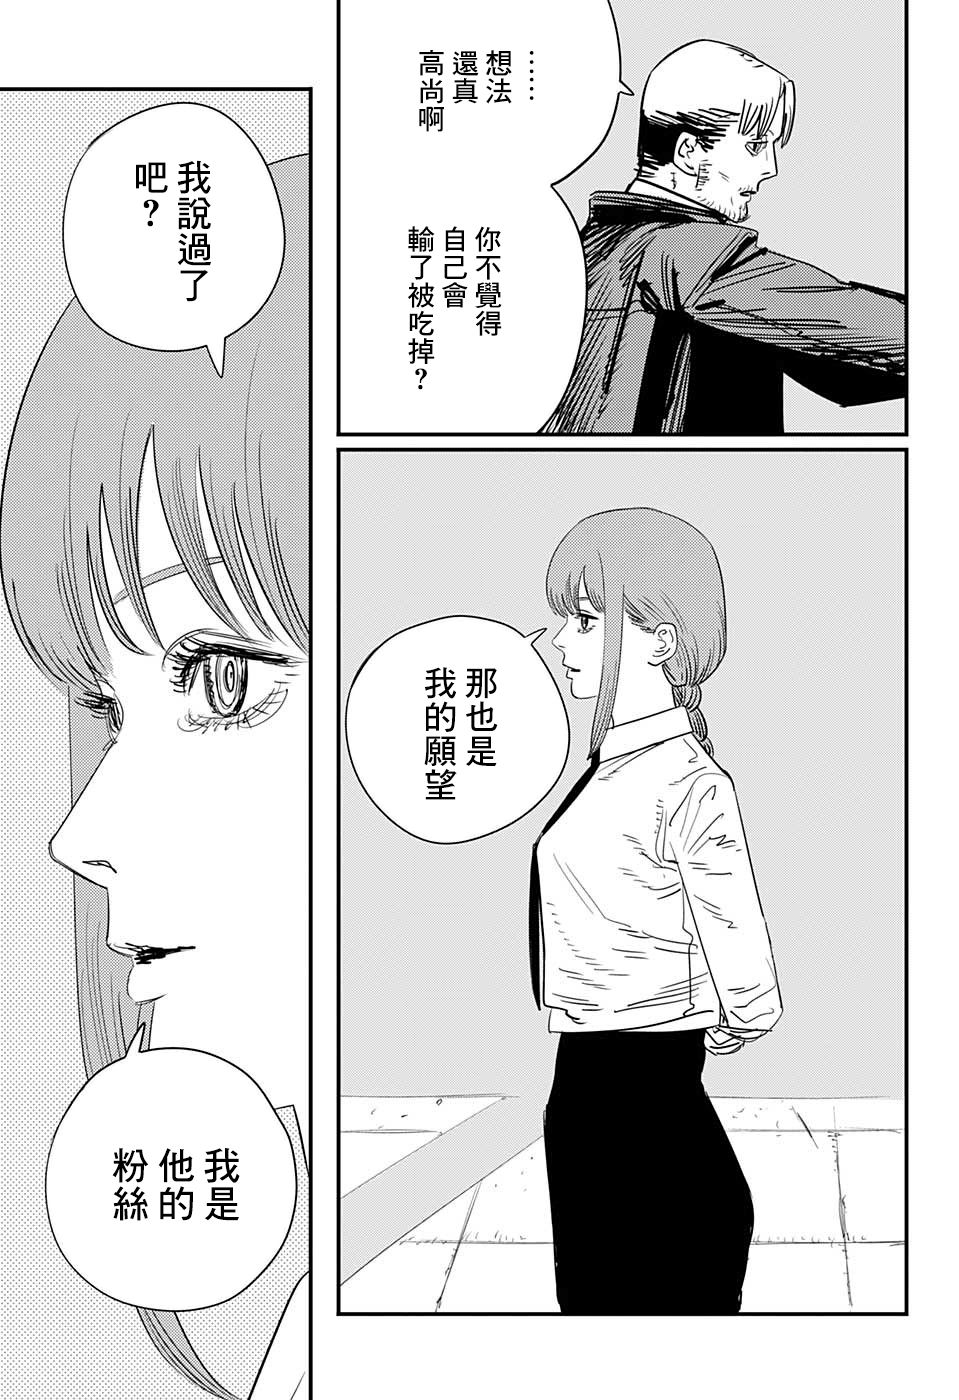 ……
想法
還真
高尚啊
你不覺得
自己會
輸了被吃掉?
那也是
我的願望
我說過了
吧?
我是
他的
粉絲